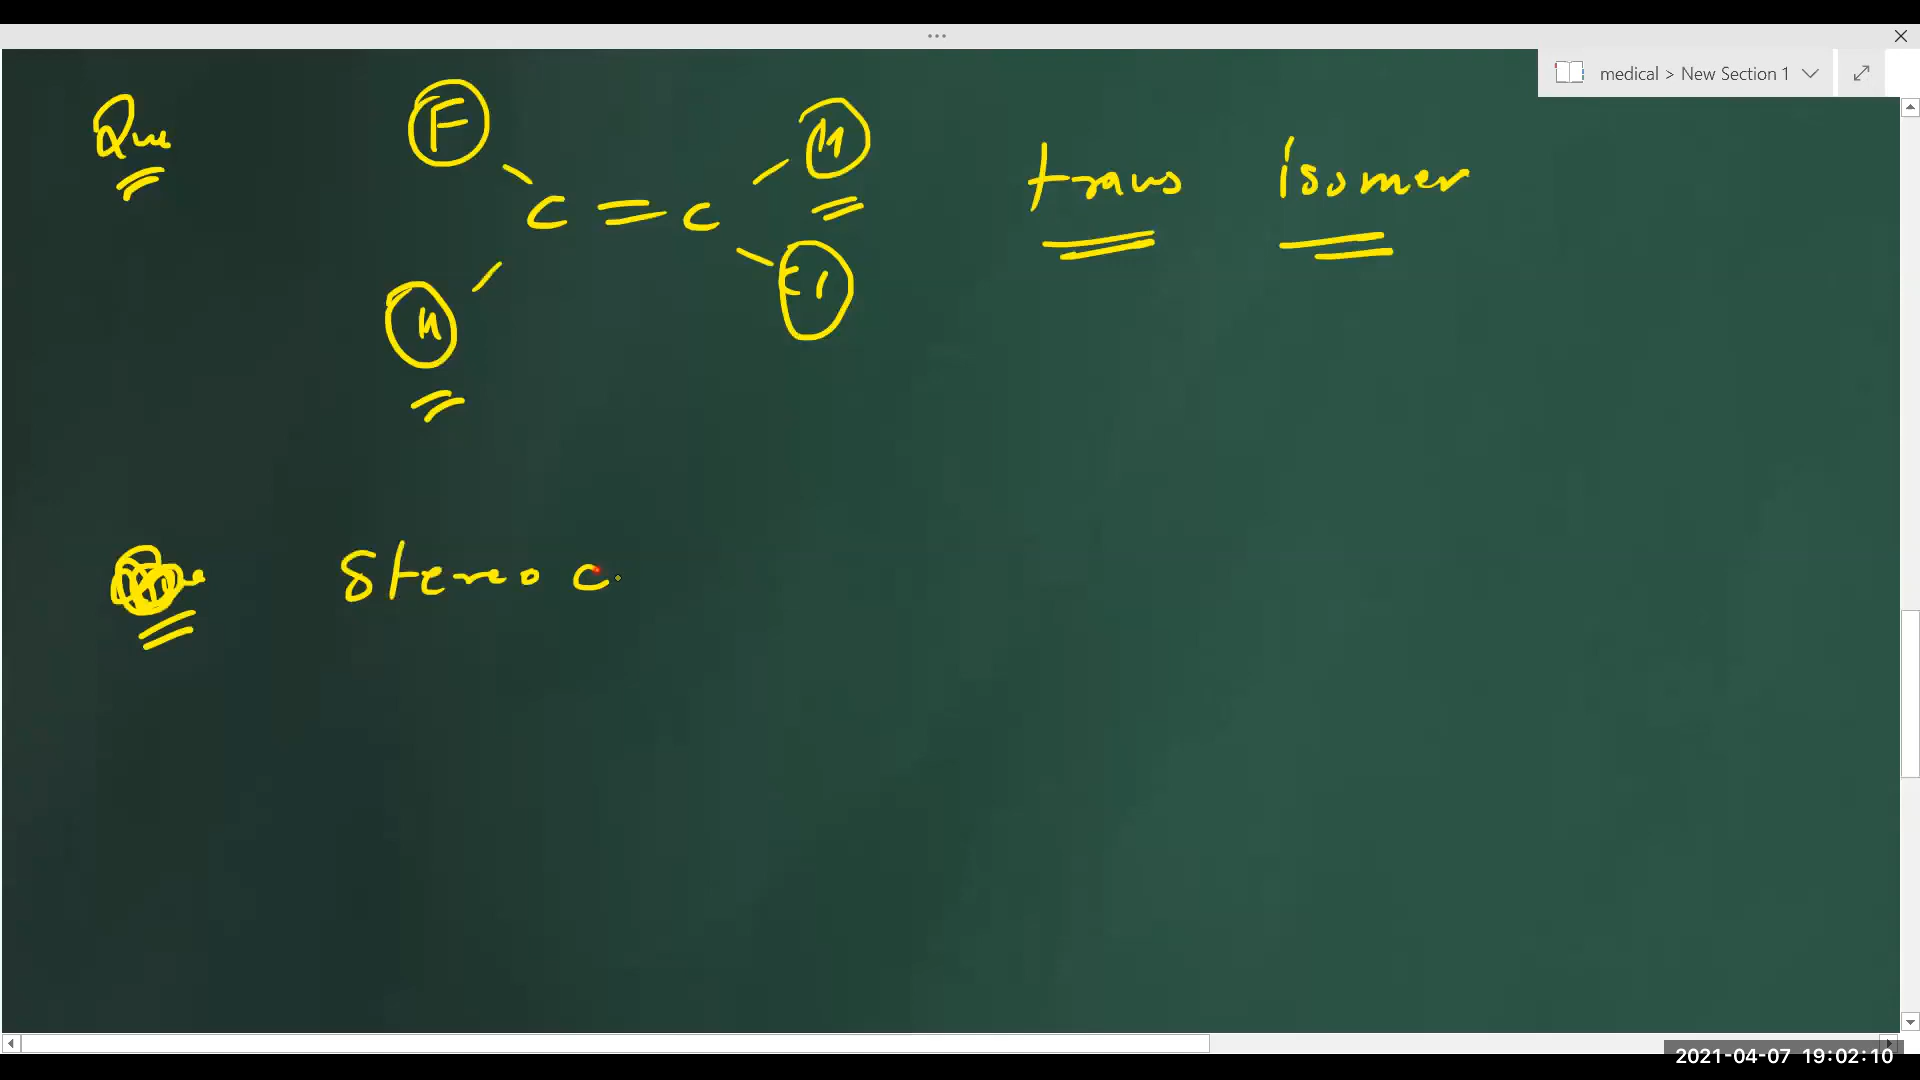 medical > New Section 1
Que
F
H
C = C
trans isomer
H
Cl
Stereo c
2021-04-07 19:02:10